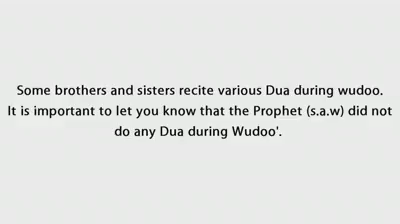 Some brothers and sisters recite various Dua during wudoo.
It is important to let you know that the Prophet (s.a.w) did not
do any Dua during Wudoo'.